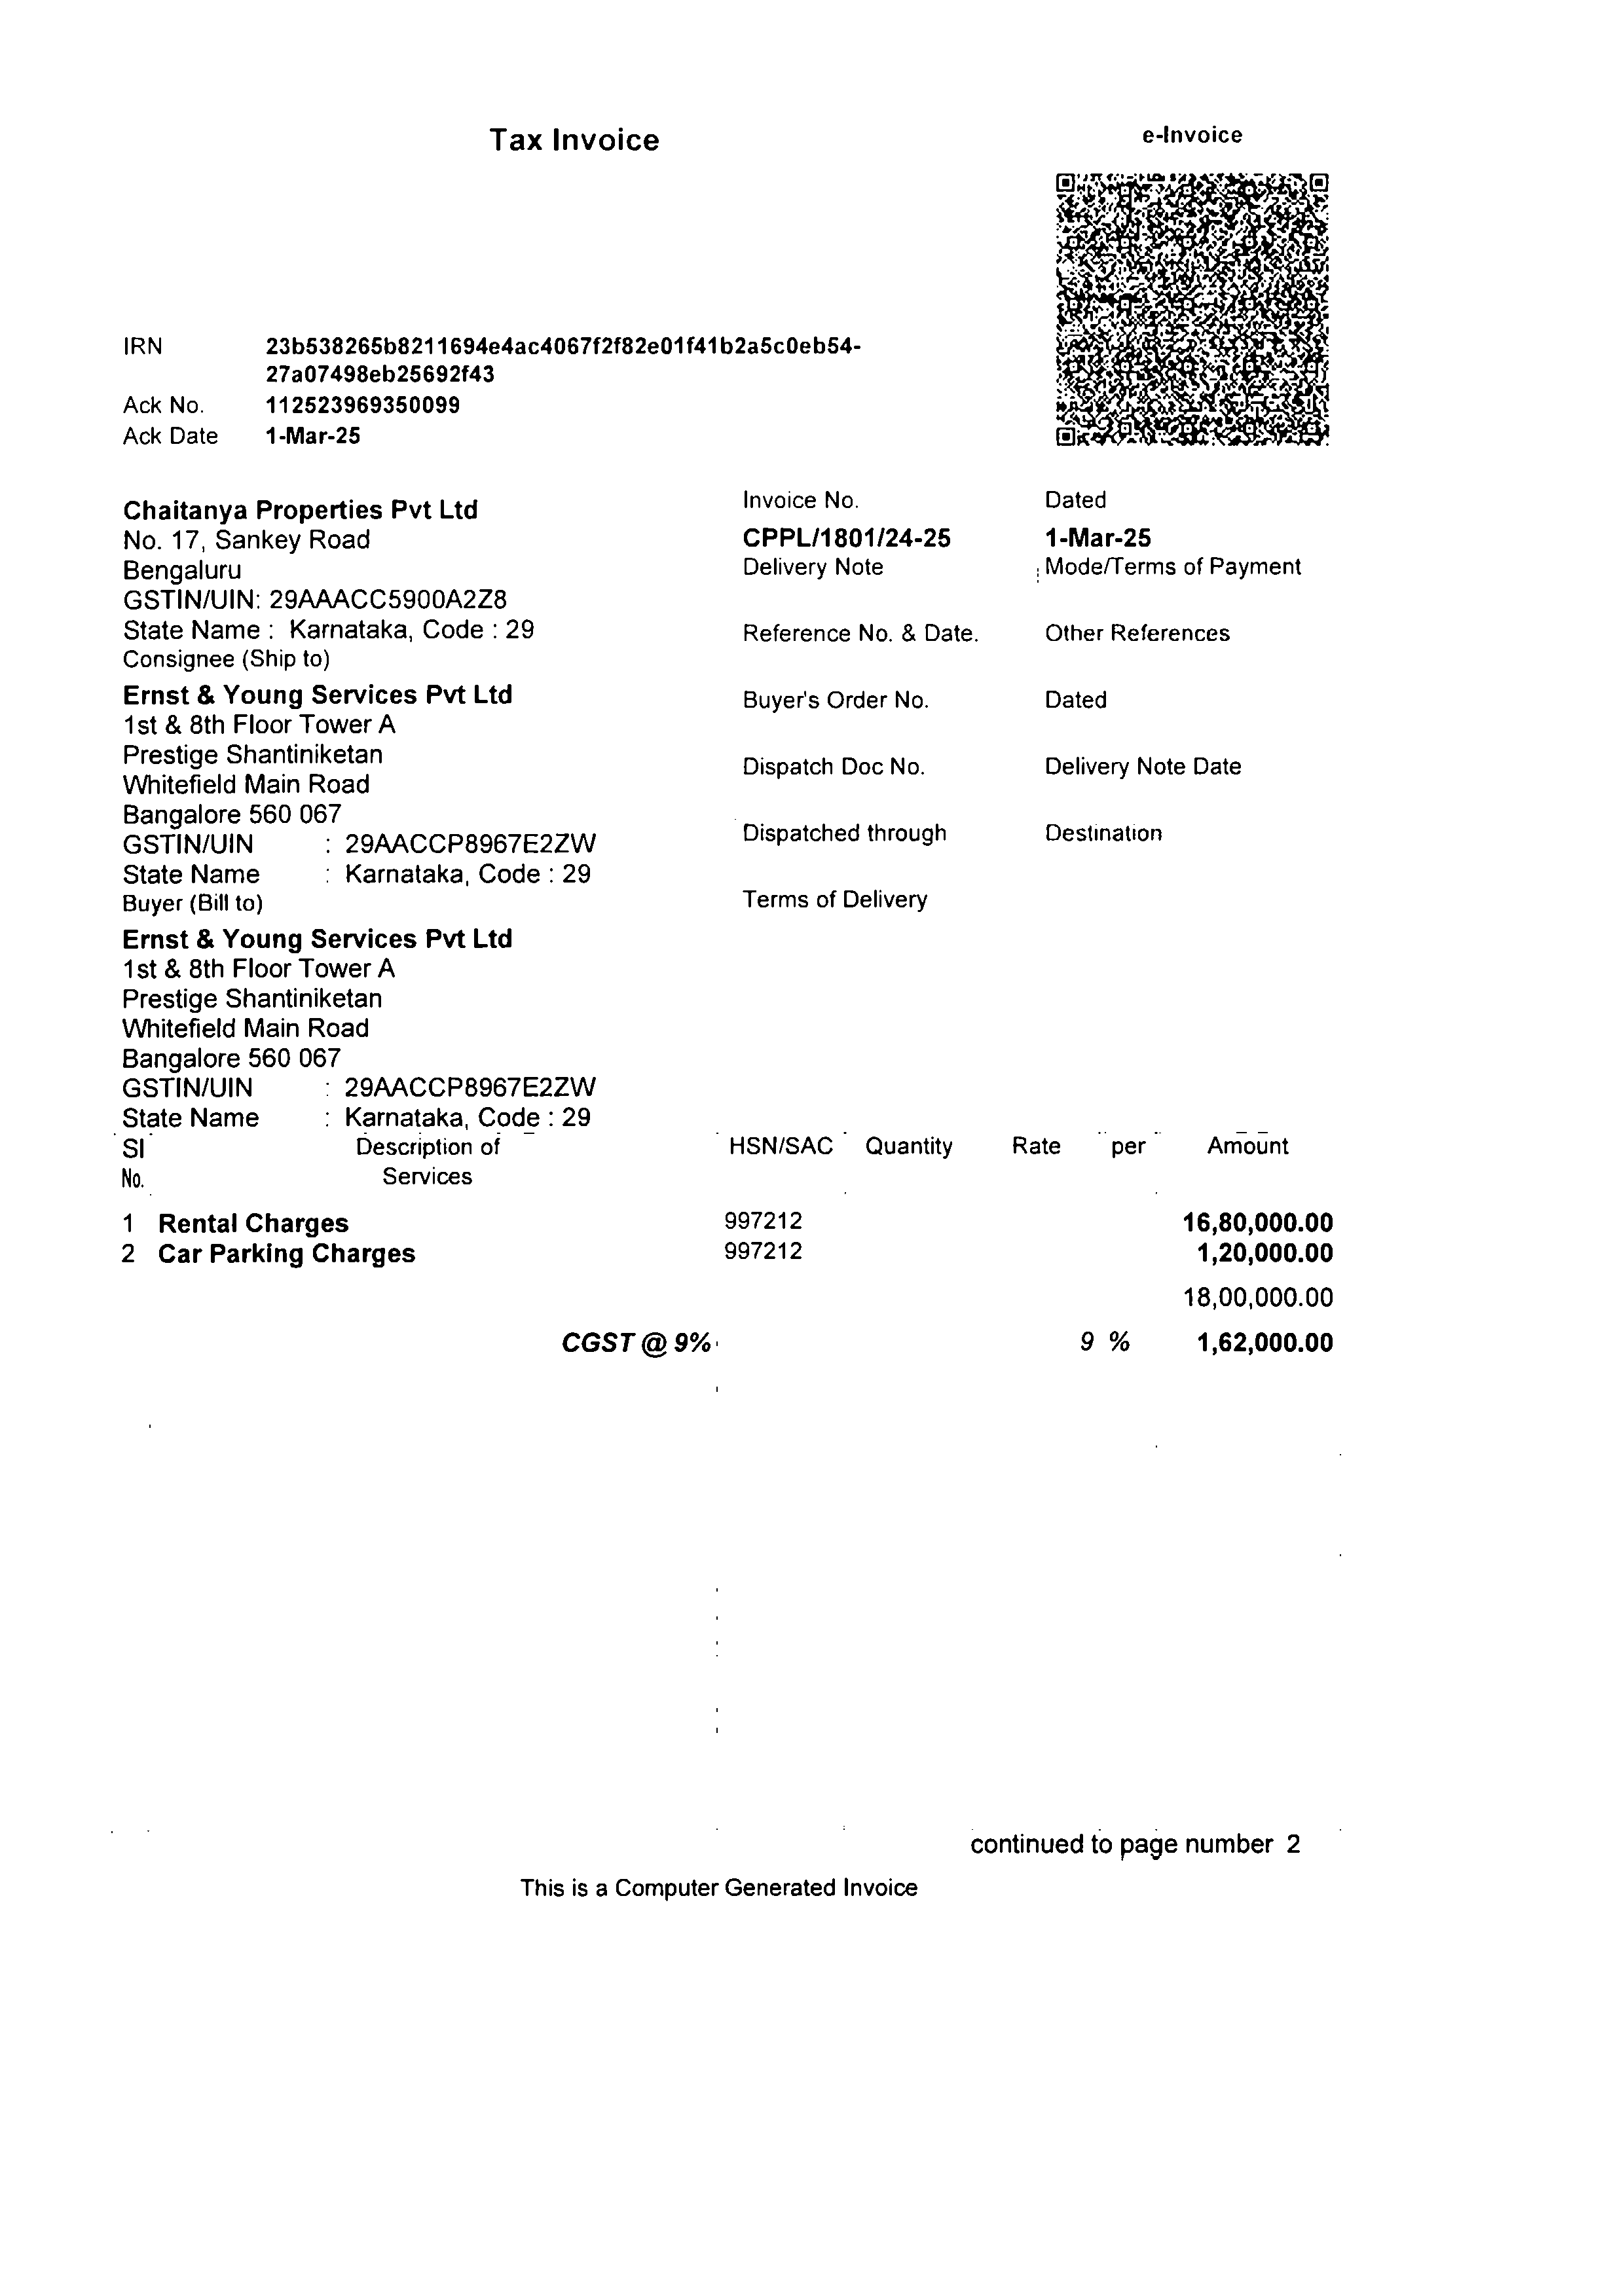 Tax Invoice
e-Invoice
IRN 23b538265b8211694e4ac4067f2f82e01f41b2a5c0eb54-
27a07498eb25692f43
Ack No. 112523969350099
Ack Date 1-Mar-25
Chaitanya Properties Pvt Ltd
No. 17, Sankey Road
Bengaluru
GSTIN/UIN: 29AAACC5900A2Z8
State Name : Karnataka, Code : 29
Consignee (Ship to)
Ernst & Young Services Pvt Ltd
1st & 8th Floor Tower A
Prestige Shantiniketan
Whitefield Main Road
Bangalore 560 067
GSTIN/UIN : 29AACCP8967E2ZW
State Name : Karnataka, Code : 29
Buyer (Bill to)
Ernst & Young Services Pvt Ltd
1st & 8th Floor Tower A
Prestige Shantiniketan
Whitefield Main Road
Bangalore 560 067
GSTIN/UIN : 29AACCP8967E2ZW
State Name : Karnataka, Code : 29
Invoice No. Dated
CPPL/1801/24-25 1-Mar-25
Delivery Note Mode/Terms of Payment
Reference No. & Date. Other References
Buyer's Order No. Dated
Dispatch Doc No. Delivery Note Date
Dispatched through Destination
Terms of Delivery
Sl Description of HSN/SAC Quantity Rate per Amount
No. Services
1 Rental Charges 997212 16,80,000.00
2 Car Parking Charges 997212 1,20,000.00
18,00,000.00
CGST @ 9% 9 % 1,62,000.00
continued to page number 2
This is a Computer Generated Invoice